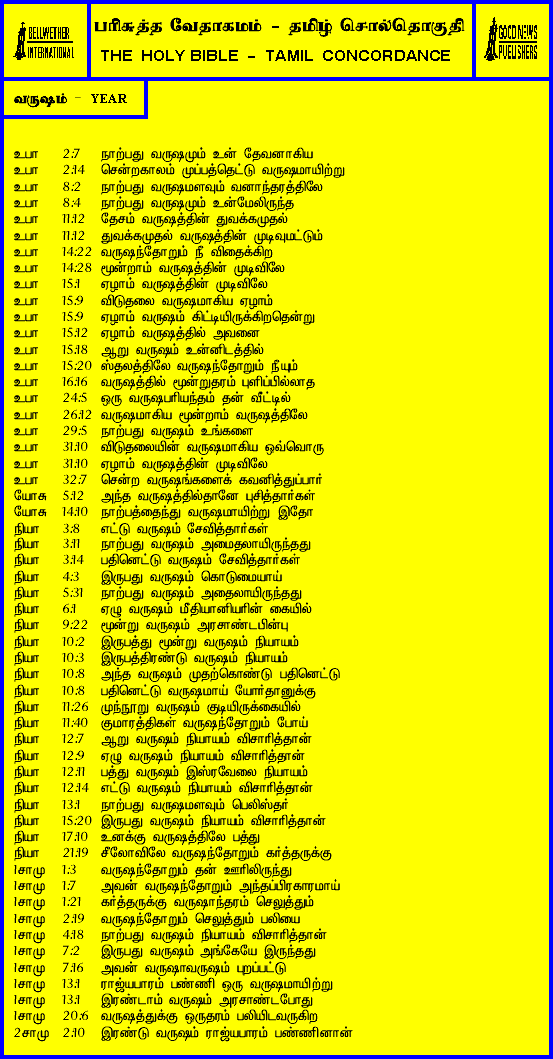 BELLWETHER
INTERNATIONAL
பரிசுத்த வேதாகமம் - தமிழ் சொல்தொகுதி
THE HOLY BIBLE - TAMIL CONCORDANCE
GOOD NEWS
PUBLISHERS
வருஷம் - YEAR
உபா 2:7 நாற்பது வருஷமும் உன் தேவனாகிய
உபா 2:14 சென்றகாலம் முப்பத்தெட்டு வருஷமாயிற்று
உபா 8:2 நாற்பது வருஷமளவும் வனாந்தரத்திலே
உபா 8:4 நாற்பது வருஷமும் உன்மேலிருந்த
உபா 11:12 தேசம் வருஷத்தின் துவக்கமுதல்
உபா 11:12 துவக்கமுதல் வருஷத்தின் முடிவுமட்டும்
உபா 14:22 வருஷந்தோறும் நீ விதைக்கிற
உபா 14:28 மூன்றாம் வருஷத்தின் முடிவிலே
உபா 15:1 ஏழாம் வருஷத்தின் முடிவிலே
உபா 15:9 விடுதலை வருஷமாகிய ஏழாம்
உபா 15:9 ஏழாம் வருஷம் கிட்டியிருக்கிறதென்று
உபா 15:12 ஏழாம் வருஷத்தில் அவனை
உபா 15:18 ஆறு வருஷம் உன்னிடத்தில்
உபா 15:20 ஸ்தலத்திலே வருஷந்தோறும் நீயும்
உபா 16:16 வருஷத்தில் மூன்றுதரம் புளிப்பில்லாத
உபா 24:5 ஒரு வருஷபரியந்தம் தன் வீட்டில்
உபா 26:12 வருஷமாகிய மூன்றாம் வருஷத்திலே
உபா 29:5 நாற்பது வருஷம் உங்களை
உபா 31:10 விடுதலையின் வருஷமாகிய ஒவ்வொரு
உபா 31:10 ஏழாம் வருஷத்தின் முடிவிலே
உபா 32:7 சென்ற வருஷங்களைக் கவனித்துப்பார்
யோசு 5:12 அந்த வருஷத்தில்தானே புசித்தார்கள்
யோசு 14:10 நாற்பத்தைந்து வருஷமாயிற்று இதோ
நியா 3:8 எட்டு வருஷம் சேவித்தார்கள்
நியா 3:11 நாற்பது வருஷம் அமைதலாயிருந்தது
நியா 3:14 பதினெட்டு வருஷம் சேவித்தார்கள்
நியா 4:3 இருபது வருஷம் கொடுமையாய்
நியா 5:31 நாற்பது வருஷம் அதைலாயிருந்தது
நியா 6:1 ஏழு வருஷம் மீதியானியரின் கையில்
நியா 9:22 மூன்று வருஷம் அரசாண்டபின்பு
நியா 10:2 இருபத்து மூன்று வருஷம் நியாயம்
நியா 10:3 இருபத்திரண்டு வருஷம் நியாயம்
நியா 10:8 அந்த வருஷம் முதற்கொண்டு பதினெட்டு
நியா 10:8 பதினெட்டு வருஷமாய் யோர்தானுக்கு
நியா 11:26 முந்நூறு வருஷம் குடியிருக்கையில்
நியா 11:40 குமாரத்திகள் வருஷந்தோறும் போய்
நியா 12:7 ஆறு வருஷம் நியாயம் விசாரித்தான்
நியா 12:9 ஏழு வருஷம் நியாயம் விசாரித்தான்
நியா 12:11 பத்து வருஷம் இஸ்ரவேலை நியாயம்
நியா 12:14 எட்டு வருஷம் நியாயம் விசாரித்தான்
நியா 13:1 நாற்பது வருஷமளவும் பெலிஸ்தர்
நியா 15:20 இருபது வருஷம் நியாயம் விசாரித்தான்
நியா 17:10 உனக்கு வருஷத்திலே பத்து
நியா 21:19 சீலோவிலே வருஷந்தோறும் கர்த்தருக்கு
1சாமு 1:3 வருஷந்தோறும் தன் ஊரிலிருந்து
1சாமு 1:7 அவன் வருஷந்தோறும் அந்தப்பிரகாரமாய்
1சாமு 1:21 கர்த்தருக்கு வருஷாந்தரம் செலுத்தும்
1சாமு 2:19 வருஷந்தோறும் செலுத்தும் பலியை
1சாமு 4:18 நாற்பது வருஷம் நியாயம் விசாரித்தான்
1சாமு 7:2 இருபது வருஷம் அங்கேயே இருந்தது
1சாமு 7:16 அவன் வருஷாவருஷம் புறப்பட்டு
1சாமு 13:1 ராஜ்யபாரம் பண்ணி ஒரு வருஷமாயிற்று
1சாமு 13:1 இரண்டாம் வருஷம் அரசாண்டபோது
1சாமு 20:6 வருஷத்துக்கு ஒருதரம் பலியிடவருகிற
2சாமு 2:10 இரண்டு வருஷம் ராஜ்யபாரம் பண்ணினான்